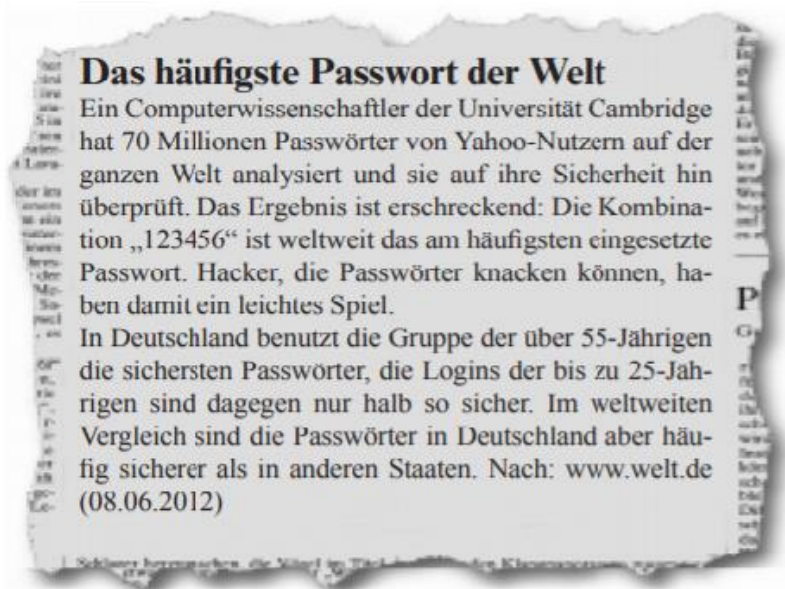 Das häufigste Passwort der Welt
Ein Computerwissenschaftler der Universität Cambridge
hat 70 Millionen Passwörter von Yahoo-Nutzern auf der
ganzen Welt analysiert und sie auf ihre Sicherheit hin
überprüft. Das Ergebnis ist erschreckend: Die Kombina-
tion „123456“ ist weltweit das am häufigsten eingesetzte
Passwort. Hacker, die Passwörter knacken können, ha-
ben damit ein leichtes Spiel.
In Deutschland benutzt die Gruppe der über 55-Jährigen
die sichersten Passwörter, die Logins der bis zu 25-Jäh-
rigen sind dagegen nur halb so sicher. Im weltweiten
Vergleich sind die Passwörter in Deutschland aber häu-
fig sicherer als in anderen Staaten. Nach: www.welt.de
(08.06.2012)